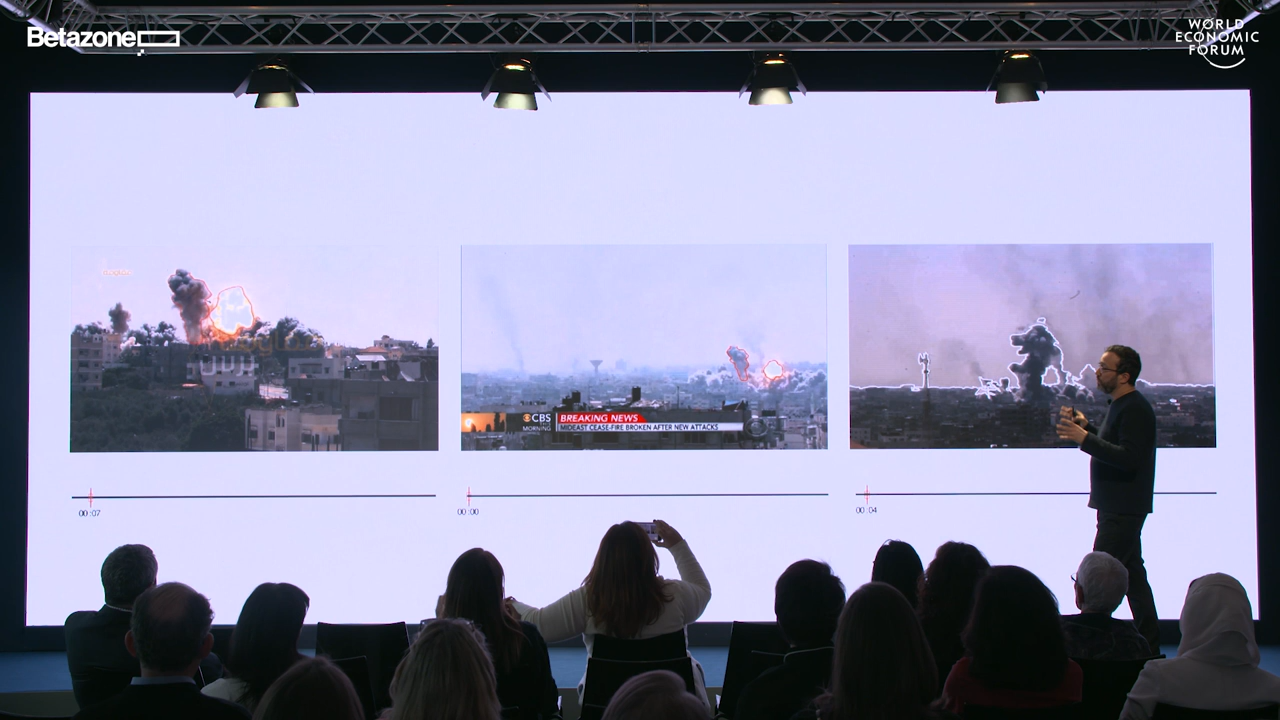 Betazone
WORLD
ECONOMIC
FORUM
CBS
MORNING
BREAKING NEWS
MIDEAST CEASE-FIRE BROKEN AFTER NEW ATTACKS
00:07
00:00
00:04